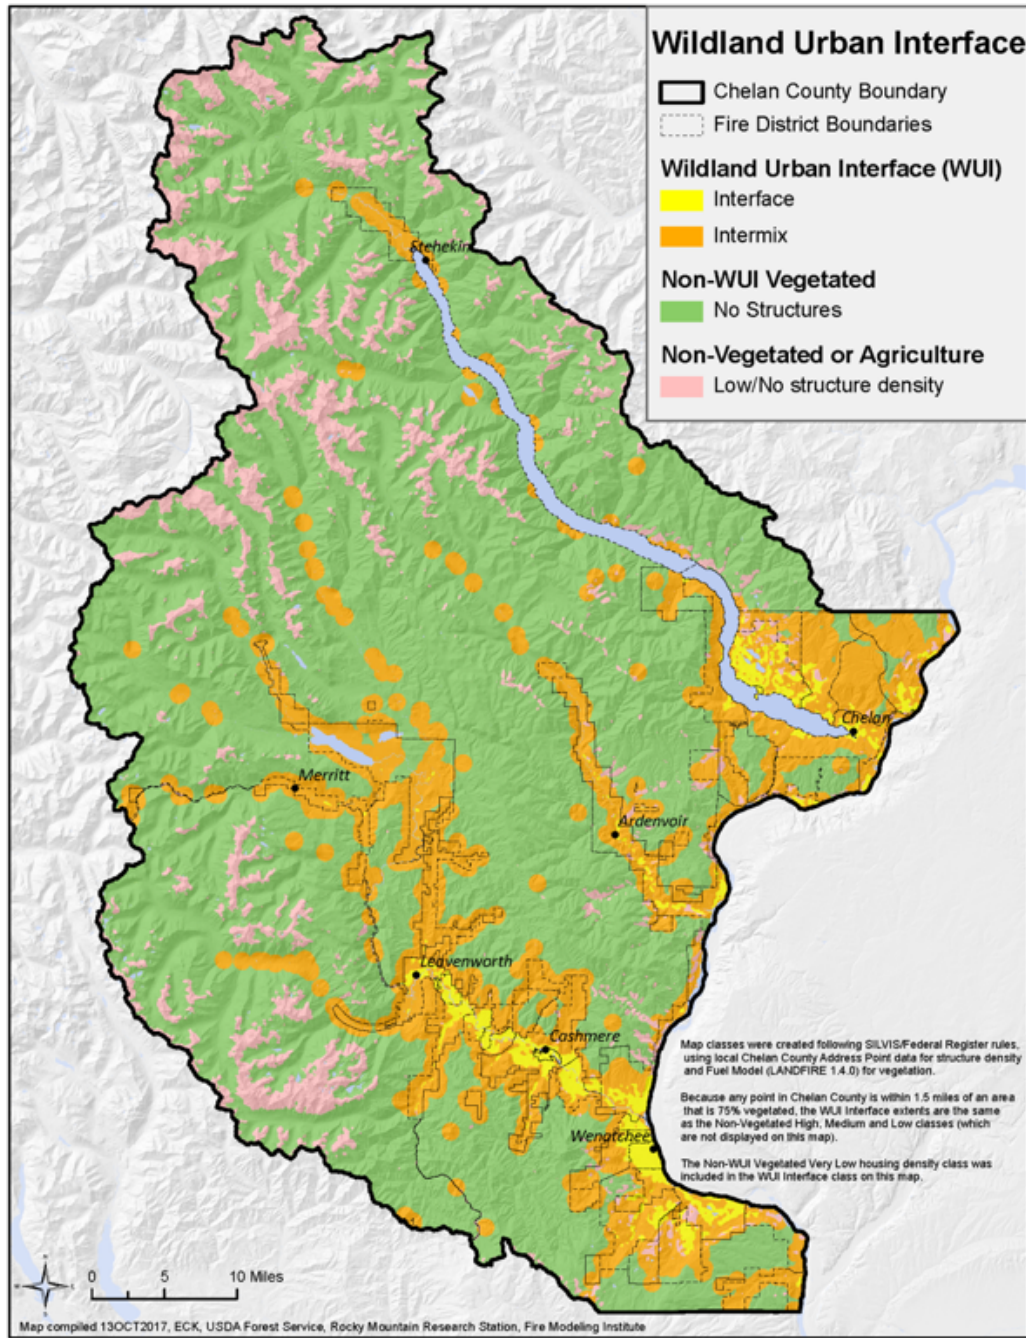 Wildland Urban Interface
Chelan County Boundary
Fire District Boundaries
Wildland Urban Interface (WUI)
Interface
Intermix
Non-WUI Vegetated
No Structures
Non-Vegetated or Agriculture
Low/No structure density
Stehekin
Chelan
Merritt
Ardenvoir
Leavenworth
Cashmere
Wenatchee
Map classes were created following SILVIS/Federal Register rules,
using local Chelan County Address Point data for structure density
and Fuel Model (LANDFIRE 1.4.0) for vegetation.
Because any point in Chelan County is within 1.5 miles of an area
that is 75% vegetated, the WUI Interface extents are the same
as the Non-Vegetated High, Medium and Low classes (which
are not displayed on this map).
The Non-WUI Vegetated Very Low housing density class was
included in the WUI Interface class on this map.
0 5 10 Miles
Map compiled 13OCT2017, ECK, USDA Forest Service, Rocky Mountain Research Station, Fire Modeling Institute